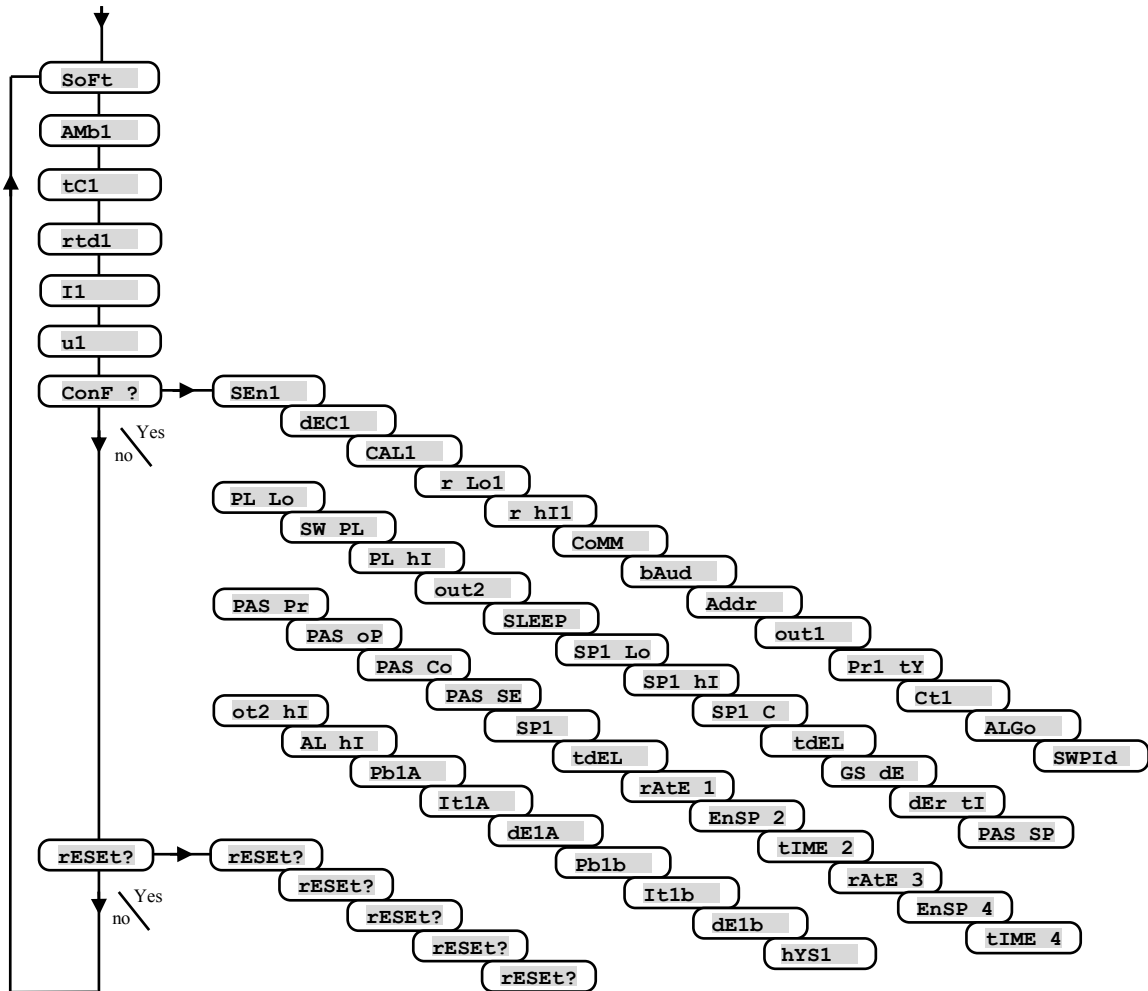 SoFt
AMb1
tC1
rtd1
I1
u1
ConF ?
Yes
no
SEn1
dEC1
CAL1
r Lo1
r hI1
CoMM
bAud
Addr
out1
Pr1 tY
Ct1
ALGo
SWPId
PL Lo
SW PL
PL hI
out2
SLEEP
SP1 Lo
SP1 hI
SP1 C
tdEL
GS dE
dEr tI
PAS SP
PAS Pr
PAS oP
PAS Co
PAS SE
SP1
tdEL
rAtE 1
EnSP 2
tIME 2
rAtE 3
EnSP 4
tIME 4
ot2 hI
AL hI
Pb1A
It1A
dE1A
Pb1b
It1b
dE1b
hYS1
rESEt?
Yes
no
rESEt?
rESEt?
rESEt?
rESEt?
rESEt?